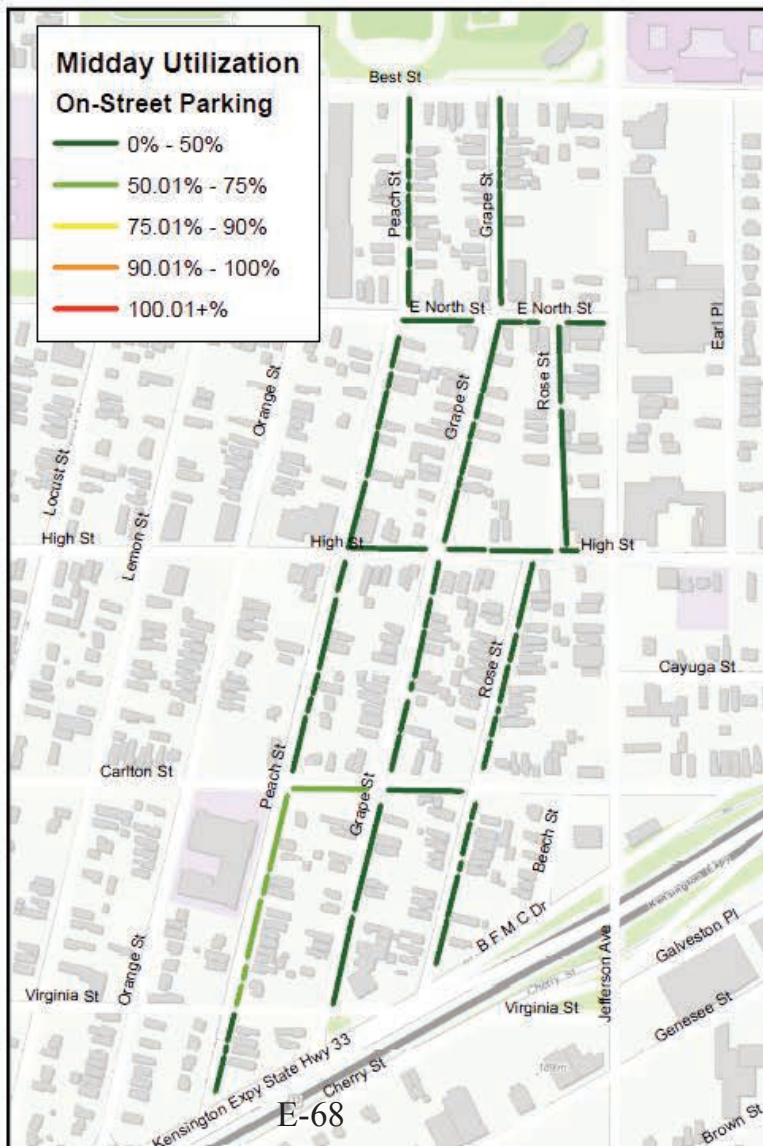 Midday Utilization
On-Street Parking
0% - 50%
50.01% - 75%
75.01% - 90%
90.01% - 100%
100.01+%
Best St
Peach St
Grape St
E North St
E North St
Earl Pl
Rose St
Orange St
Grape St
Locust St
Lemon St
High St
High St
High St
Rose St
Cayuga St
Carlton St
Peach St
Grape St
Beech St
Kensington Expy
B F M C Dr
Galveston Pl
Orange St
Cherry St
Jefferson Ave
Virginia St
Virginia St
Genesee St
Kensington Expy State Hwy 33
Cherry St
Brown St
E-68